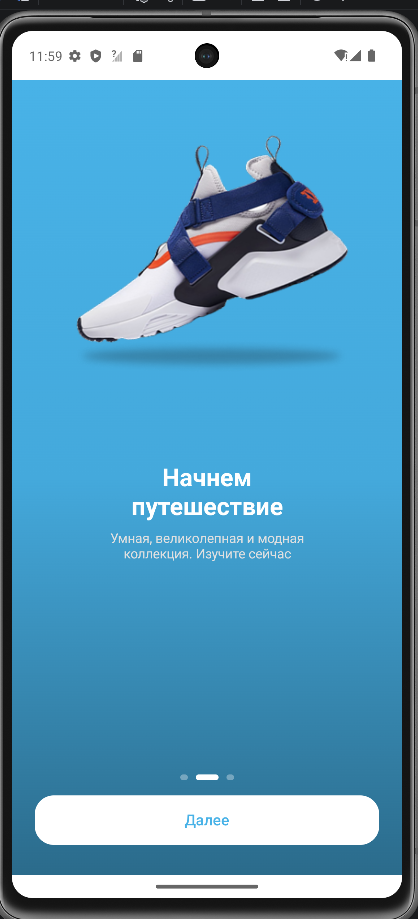 11:59
Начнем
путешествие
Умная, великолепная и модная
коллекция. Изучите сейчас
Далее